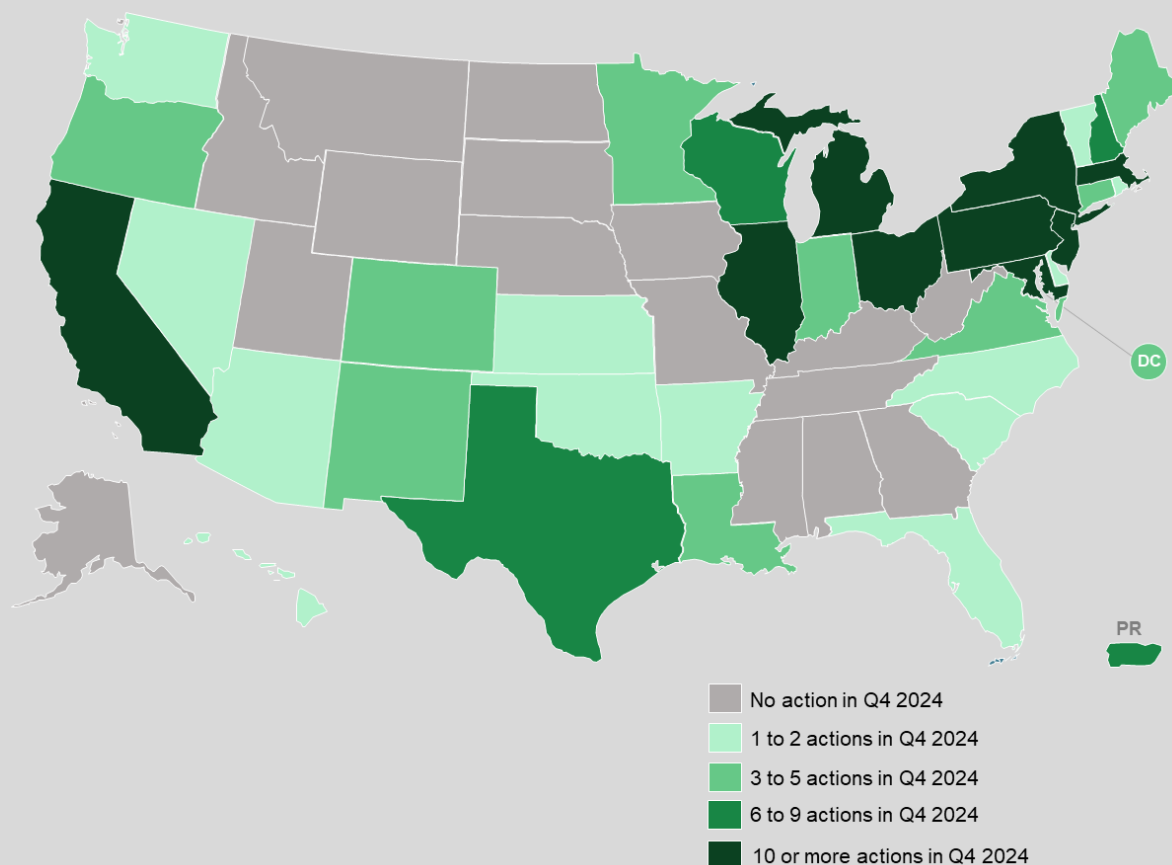 DC
PR
No action in Q4 2024
1 to 2 actions in Q4 2024
3 to 5 actions in Q4 2024
6 to 9 actions in Q4 2024
10 or more actions in Q4 2024